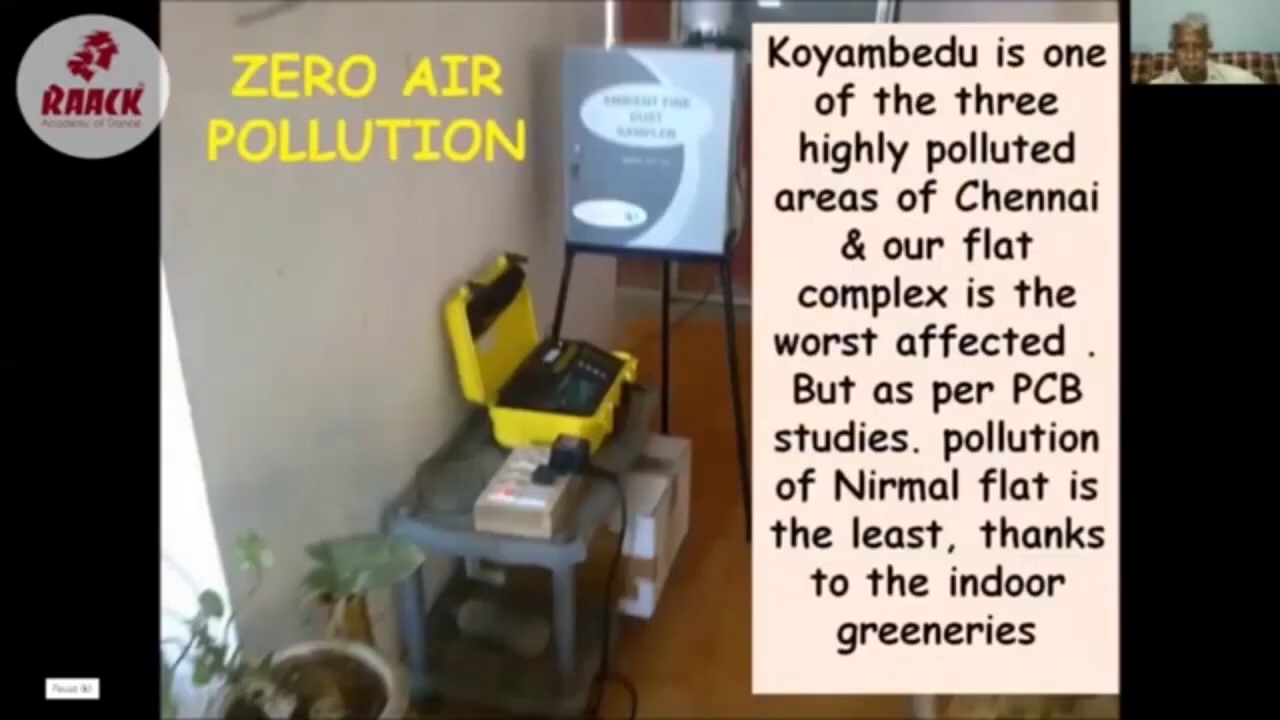 RAACK
Academy of Dance
ZERO AIR
POLLUTION
AMBIENT FINE
DUST
SAMPLER
Koyambedu is one
of the three
highly polluted
areas of Chennai
& our flat
complex is the
worst affected .
But as per PCB
studies. pollution
of Nirmal flat is
the least, thanks
to the indoor
greeneries